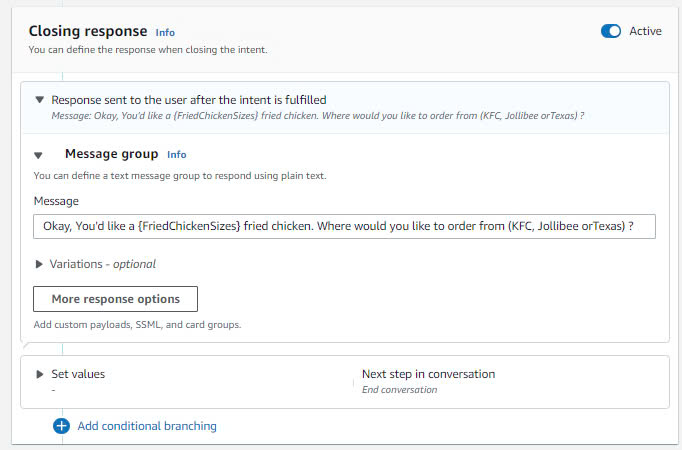 Closing response Info
Active
You can define the response when closing the intent.
Response sent to the user after the intent is fulfilled
Message: Okay, You'd like a {FriedChickenSizes} fried chicken. Where would you like to order from (KFC, Jollibee orTexas) ?
Message group Info
You can define a text message group to respond using plain text.
Message
Okay, You'd like a {FriedChickenSizes} fried chicken. Where would you like to order from (KFC, Jollibee orTexas) ?
Variations - optional
More response options
Add custom payloads, SSML, and card groups.
Set values
-
Next step in conversation
End conversation
Add conditional branching